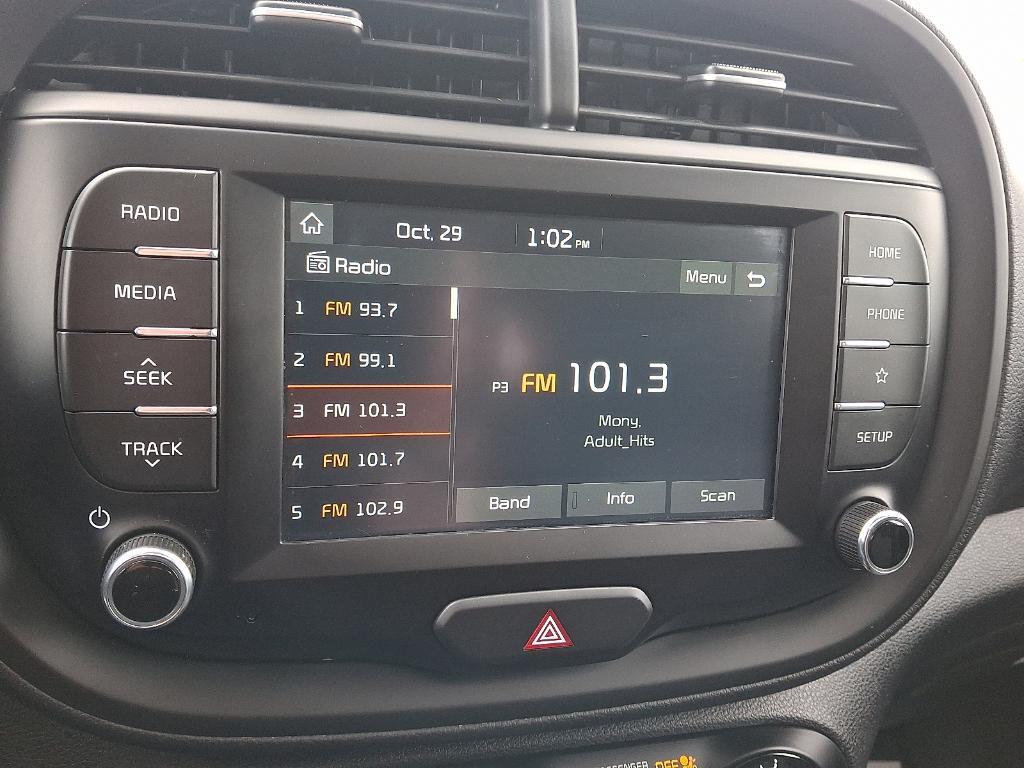 RADIO
MEDIA
SEEK
TRACK
Oct, 29
1:02 PM
Radio
Menu
1 FM 93.7
2 FM 99.1
3 FM 101.3
4 FM 101.7
5 FM 102.9
P3 FM 101.3
Mony,
Adult_Hits
Band
Info
Scan
HOME
PHONE
SETUP
OFF